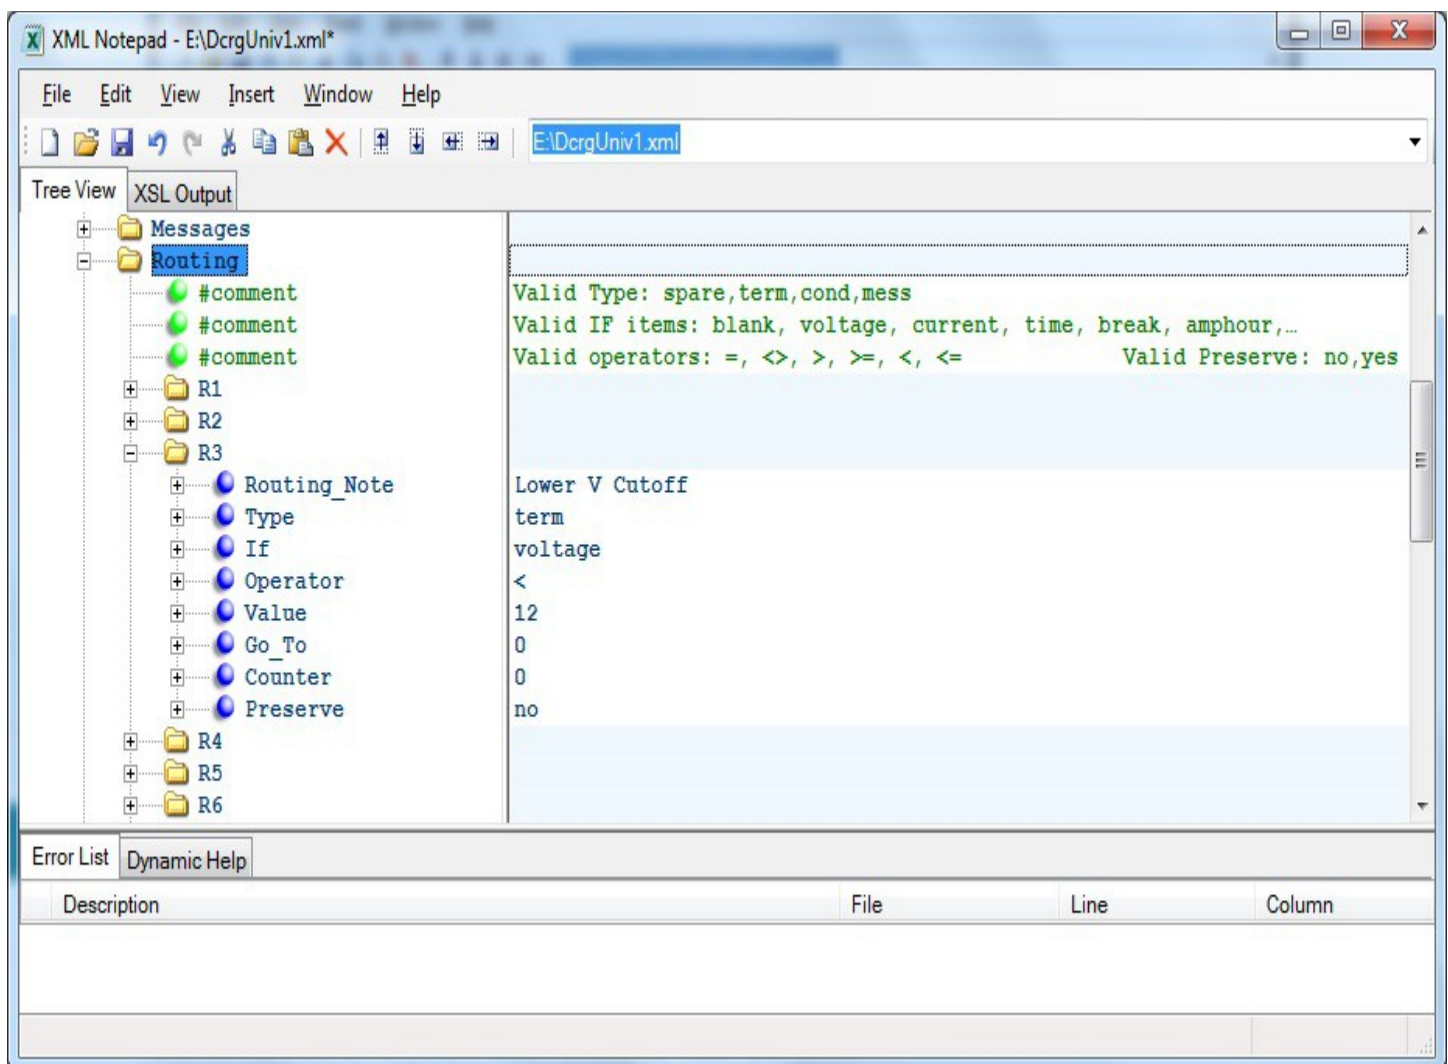 XML Notepad - E:\DcrgUniv1.xml*
File Edit View Insert Window Help
E:\DcrgUniv1.xml
Tree View XSL Output
Messages
Routing
#comment Valid Type: spare,term,cond,mess
#comment Valid IF items: blank, voltage, current, time, break, amphour,…
#comment Valid operators: =, <>, >, >=, <, <= Valid Preserve: no,yes
R1
R2
R3
Routing_Note Lower V Cutoff
Type term
If voltage
Operator <
Value 12
Go_To 0
Counter 0
Preserve no
R4
R5
R6
Error List Dynamic Help
Description File Line Column